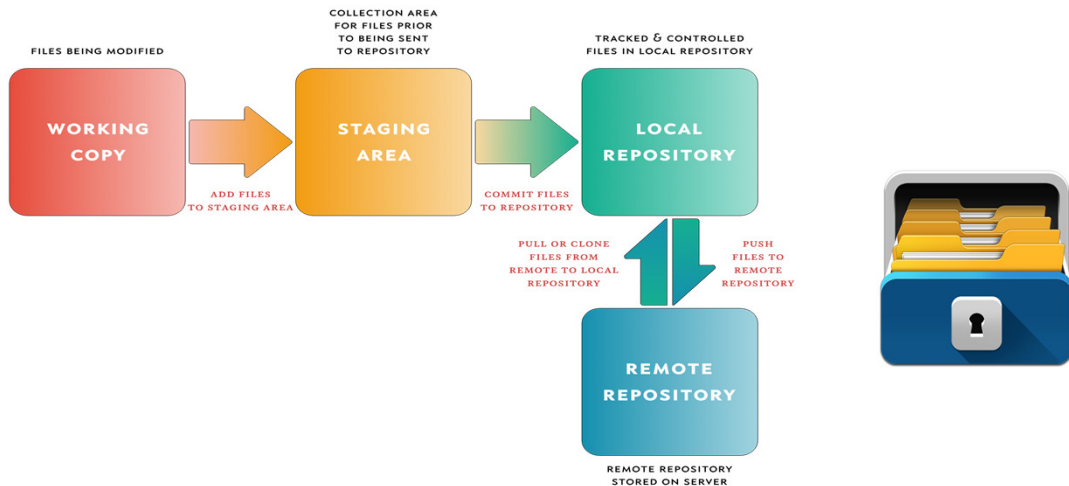 COLLECTION AREA
FOR FILES PRIOR
TO BEING SENT
TO REPOSITORY
FILES BEING MODIFIED
TRACKED & CONTROLLED
FILES IN LOCAL REPOSITORY
WORKING
COPY
STAGING
AREA
LOCAL
REPOSITORY
ADD FILES
TO STAGING AREA
COMMIT FILES
TO REPOSITORY
PULL OR CLONE
FILES FROM
REMOTE TO LOCAL
REPOSITORY
PUSH
FILES TO
REMOTE
REPOSITORY
REMOTE
REPOSITORY
REMOTE REPOSITORY
STORED ON SERVER